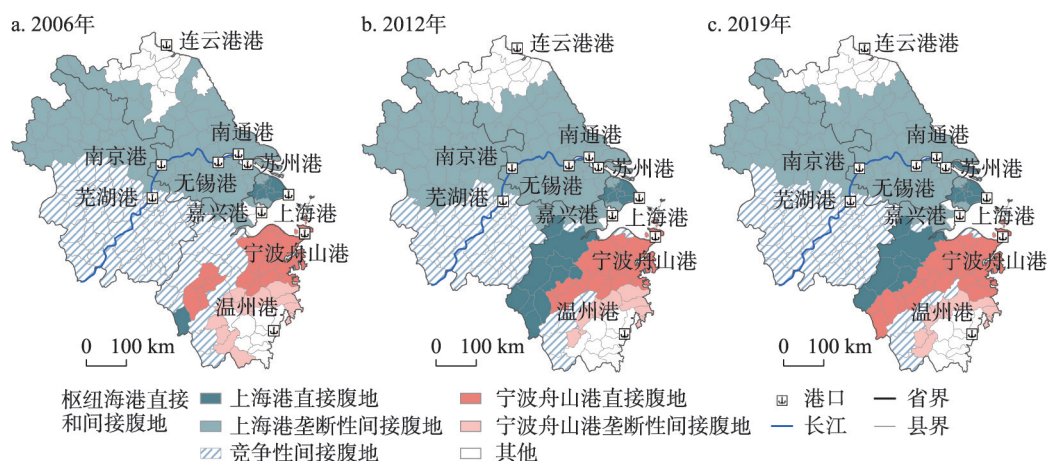 a. 2006年
连云港港
南通港
南京港
苏州港
无锡港
芜湖港
嘉兴港
上海港
宁波舟山港
温州港
0 100 km
b. 2012年
连云港港
南通港
南京港
苏州港
无锡港
芜湖港
嘉兴港
上海港
宁波舟山港
温州港
0 100 km
c. 2019年
连云港港
南通港
南京港
苏州港
无锡港
芜湖港
嘉兴港
上海港
宁波舟山港
温州港
0 100 km
枢纽海港直接
和间接腹地
上海港直接腹地
上海港垄断性间接腹地
竞争性间接腹地
宁波舟山港直接腹地
宁波舟山港垄断性间接腹地
其他
港口
长江
省界
县界